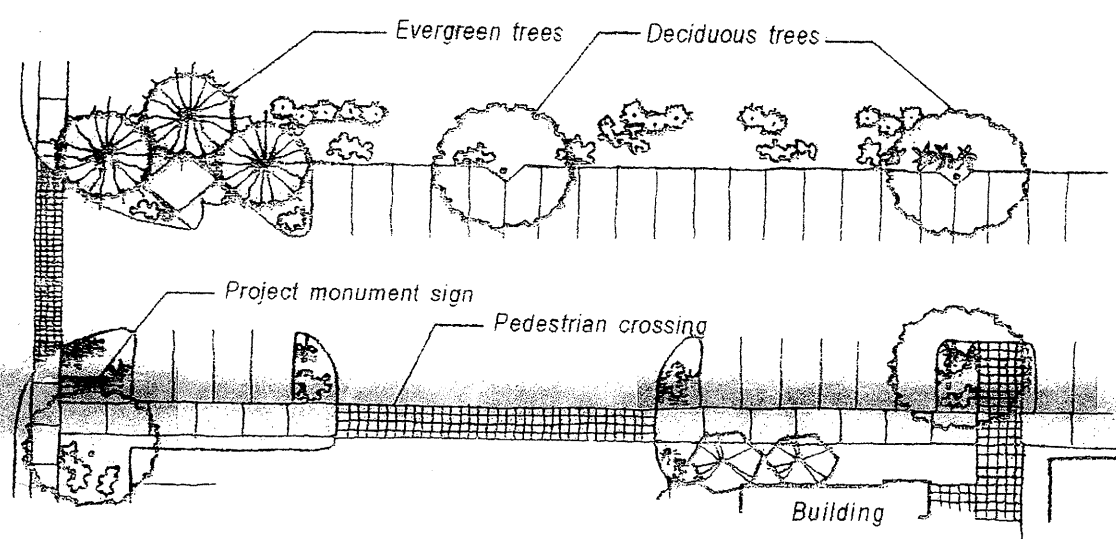 Evergreen trees
Deciduous trees
Project monument sign
Pedestrian crossing
Building